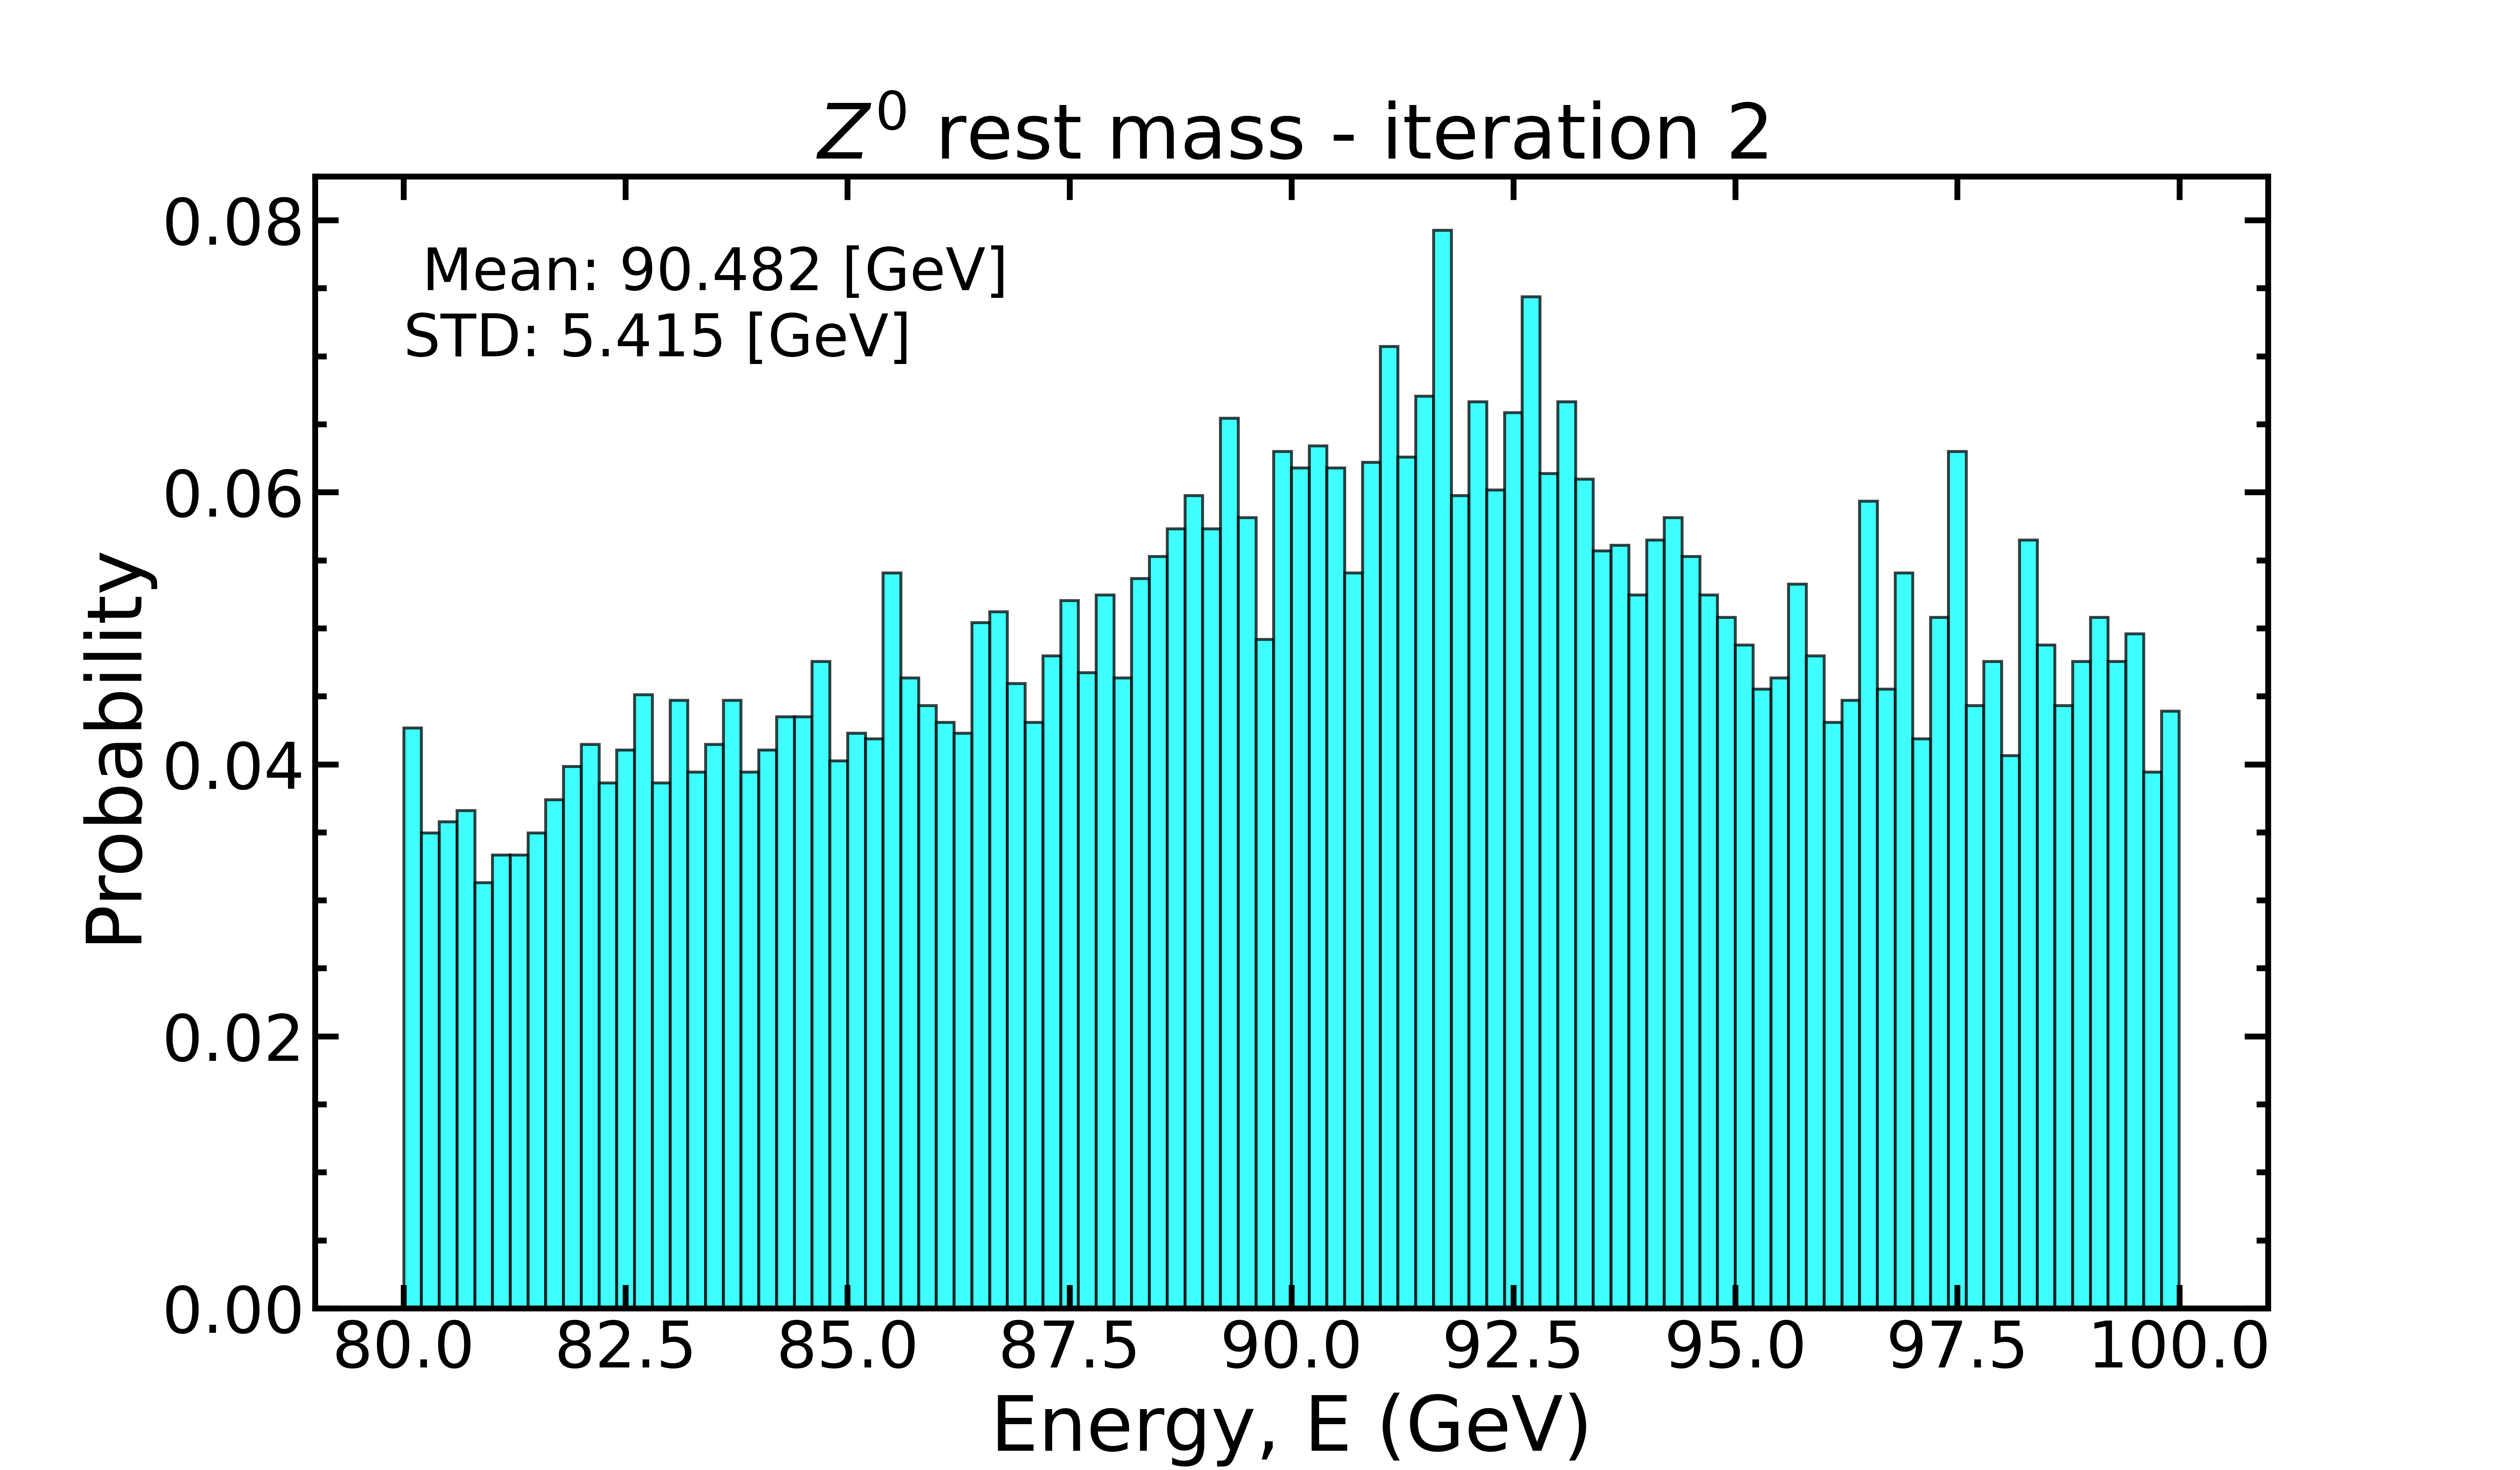 Z⁰ rest mass - iteration 2
Mean: 90.482 [GeV]
STD: 5.415 [GeV]
Probability
0.08
0.06
0.04
0.02
0.00
80.0 82.5 85.0 87.5 90.0 92.5 95.0 97.5 100.0
Energy, E (GeV)